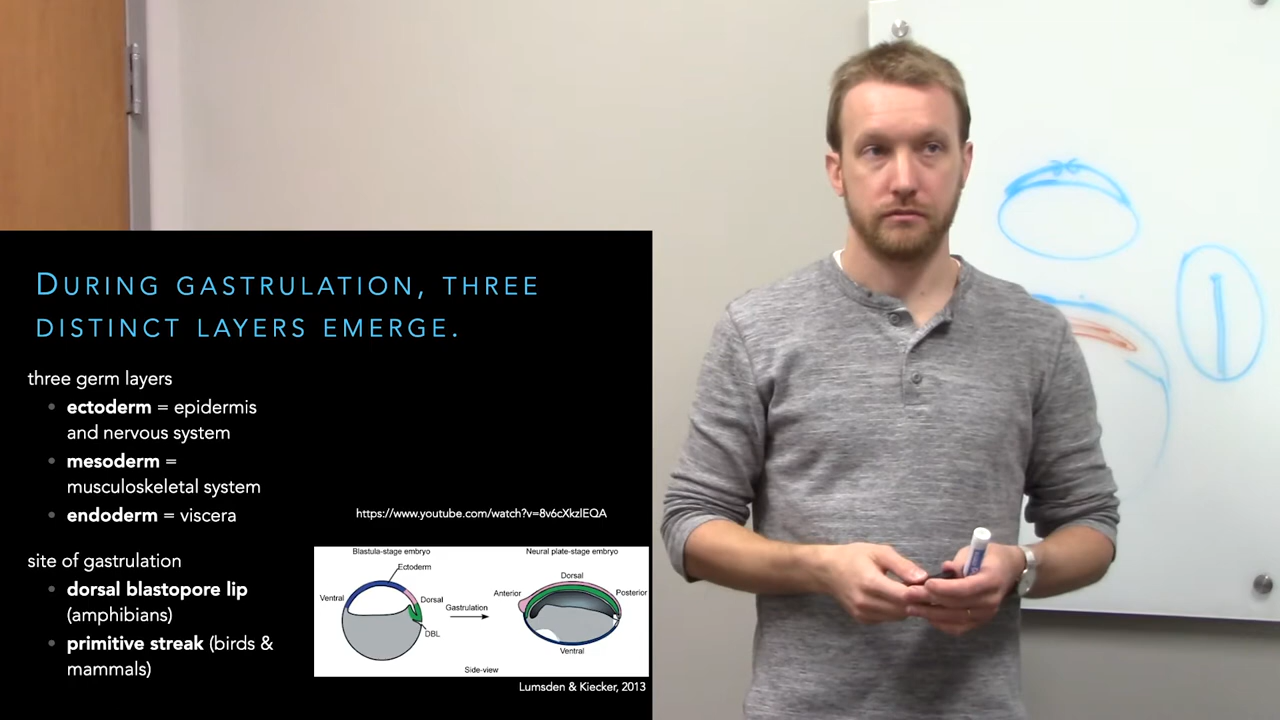 DURING GASTRULATION, THREE
DISTINCT LAYERS EMERGE.
three germ layers
• ectoderm = epidermis
and nervous system
• mesoderm =
musculoskeletal system
• endoderm = viscera
site of gastrulation
• dorsal blastopore lip
(amphibians)
• primitive streak (birds &
mammals)
https://www.youtube.com/watch?v=8v6cXkzlEQA
Blastula-stage embryo
Ectoderm
Ventral
Dorsal
DBL
Gastrulation
Neural plate-stage embryo
Dorsal
Anterior
Posterior
Ventral
Side-view
Lumsden & Kiecker, 2013